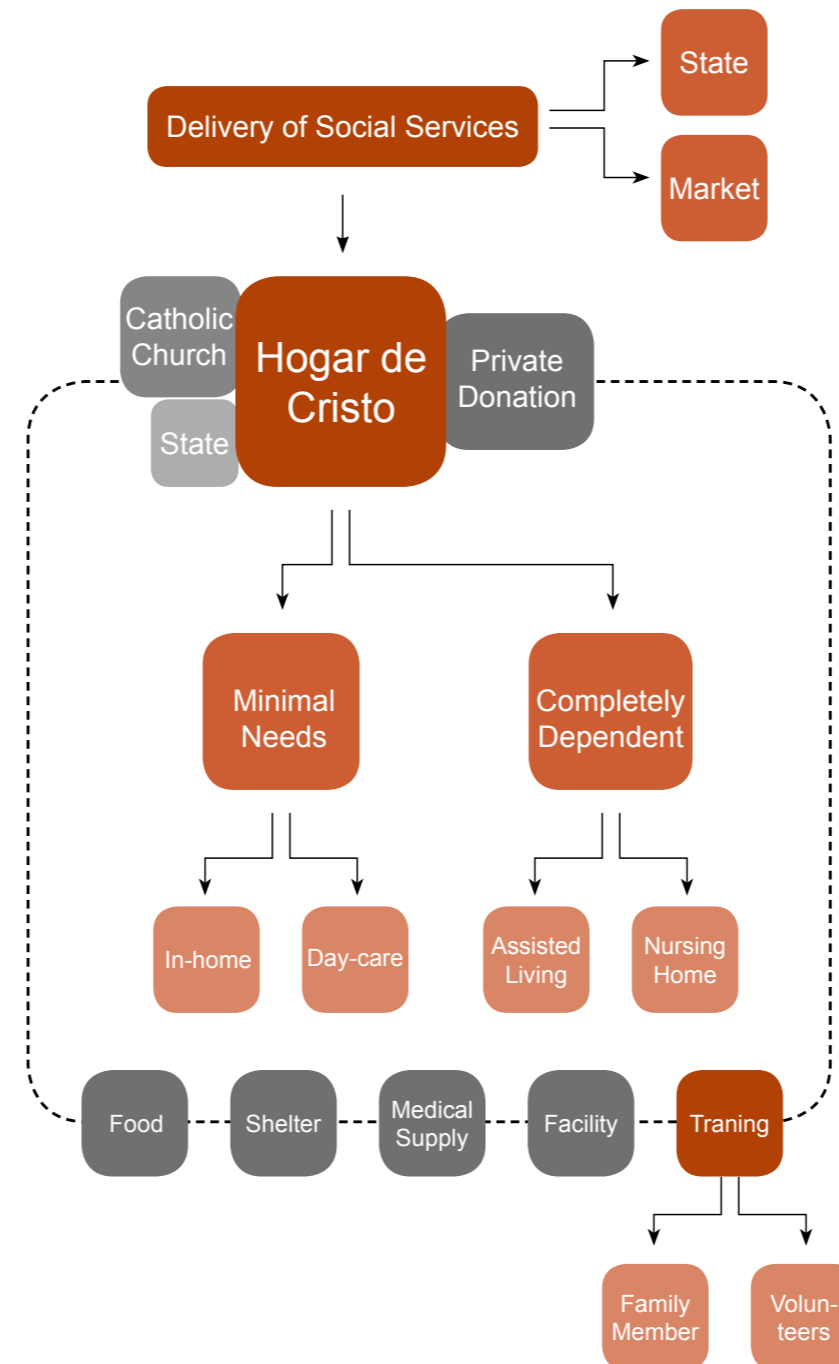 State
Delivery of Social Services
Market
Catholic
Church
Hogar de
Cristo
Private
Donation
State
Minimal
Needs
Completely
Dependent
In-home
Day-care
Assisted
Living
Nursing
Home
Food
Shelter
Medical
Supply
Facility
Traning
Family
Member
Volun-
teers